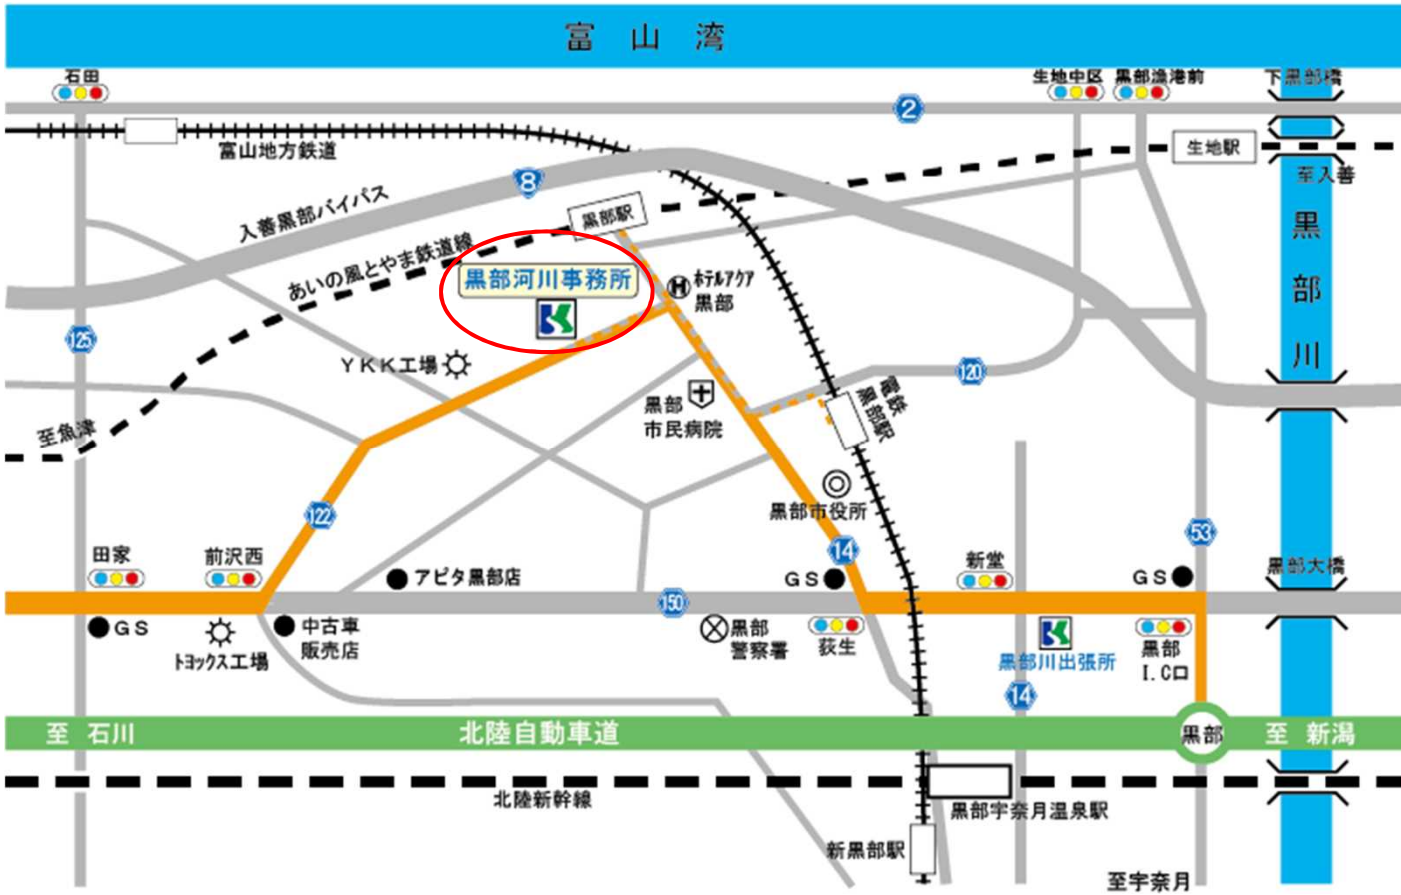 富山湾
石田
生地中区
黒部漁港前
下黒部橋
2
富山地方鉄道
生地駅
至入善
8
入善黒部バイパス
黒部駅
黒部川
あいの風とやま鉄道線
黒部河川事務所
H
ホテルアクア
黒部
125
YKK工場
120
電鉄
黒部駅
黒部
市民病院
至魚津
黒部市役所
122
14
53
田家
前沢西
アピタ黒部店
GS
新堂
GS
黒部大橋
150
GS
トヨックス工場
中古車
販売店
黒部
警察署
荻生
黒部川出張所
黒部
I.C口
14
至 石川
北陸自動車道
黒部
至 新潟
北陸新幹線
黒部宇奈月温泉駅
新黒部駅
至宇奈月